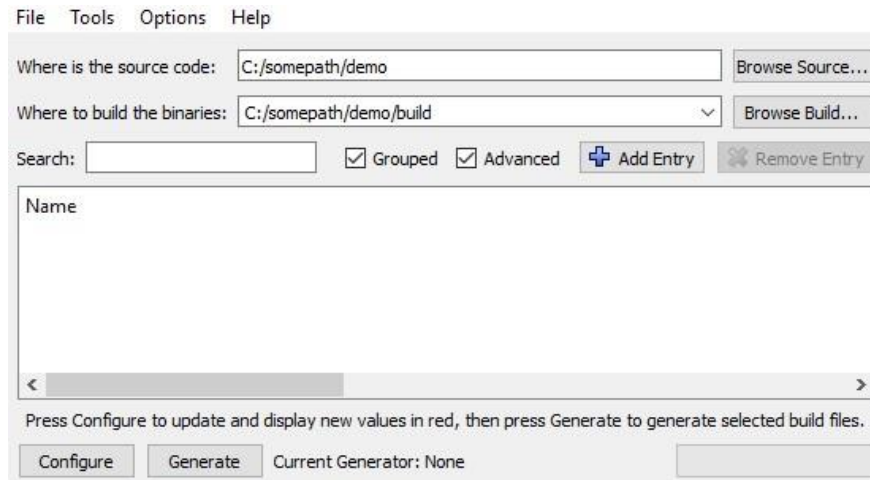 File Tools Options Help
Where is the source code: C:/somepath/demo Browse Source...
Where to build the binaries: C:/somepath/demo/build Browse Build...
Search: Grouped Advanced Add Entry Remove Entry
Name
Press Configure to update and display new values in red, then press Generate to generate selected build files.
Configure Generate Current Generator: None